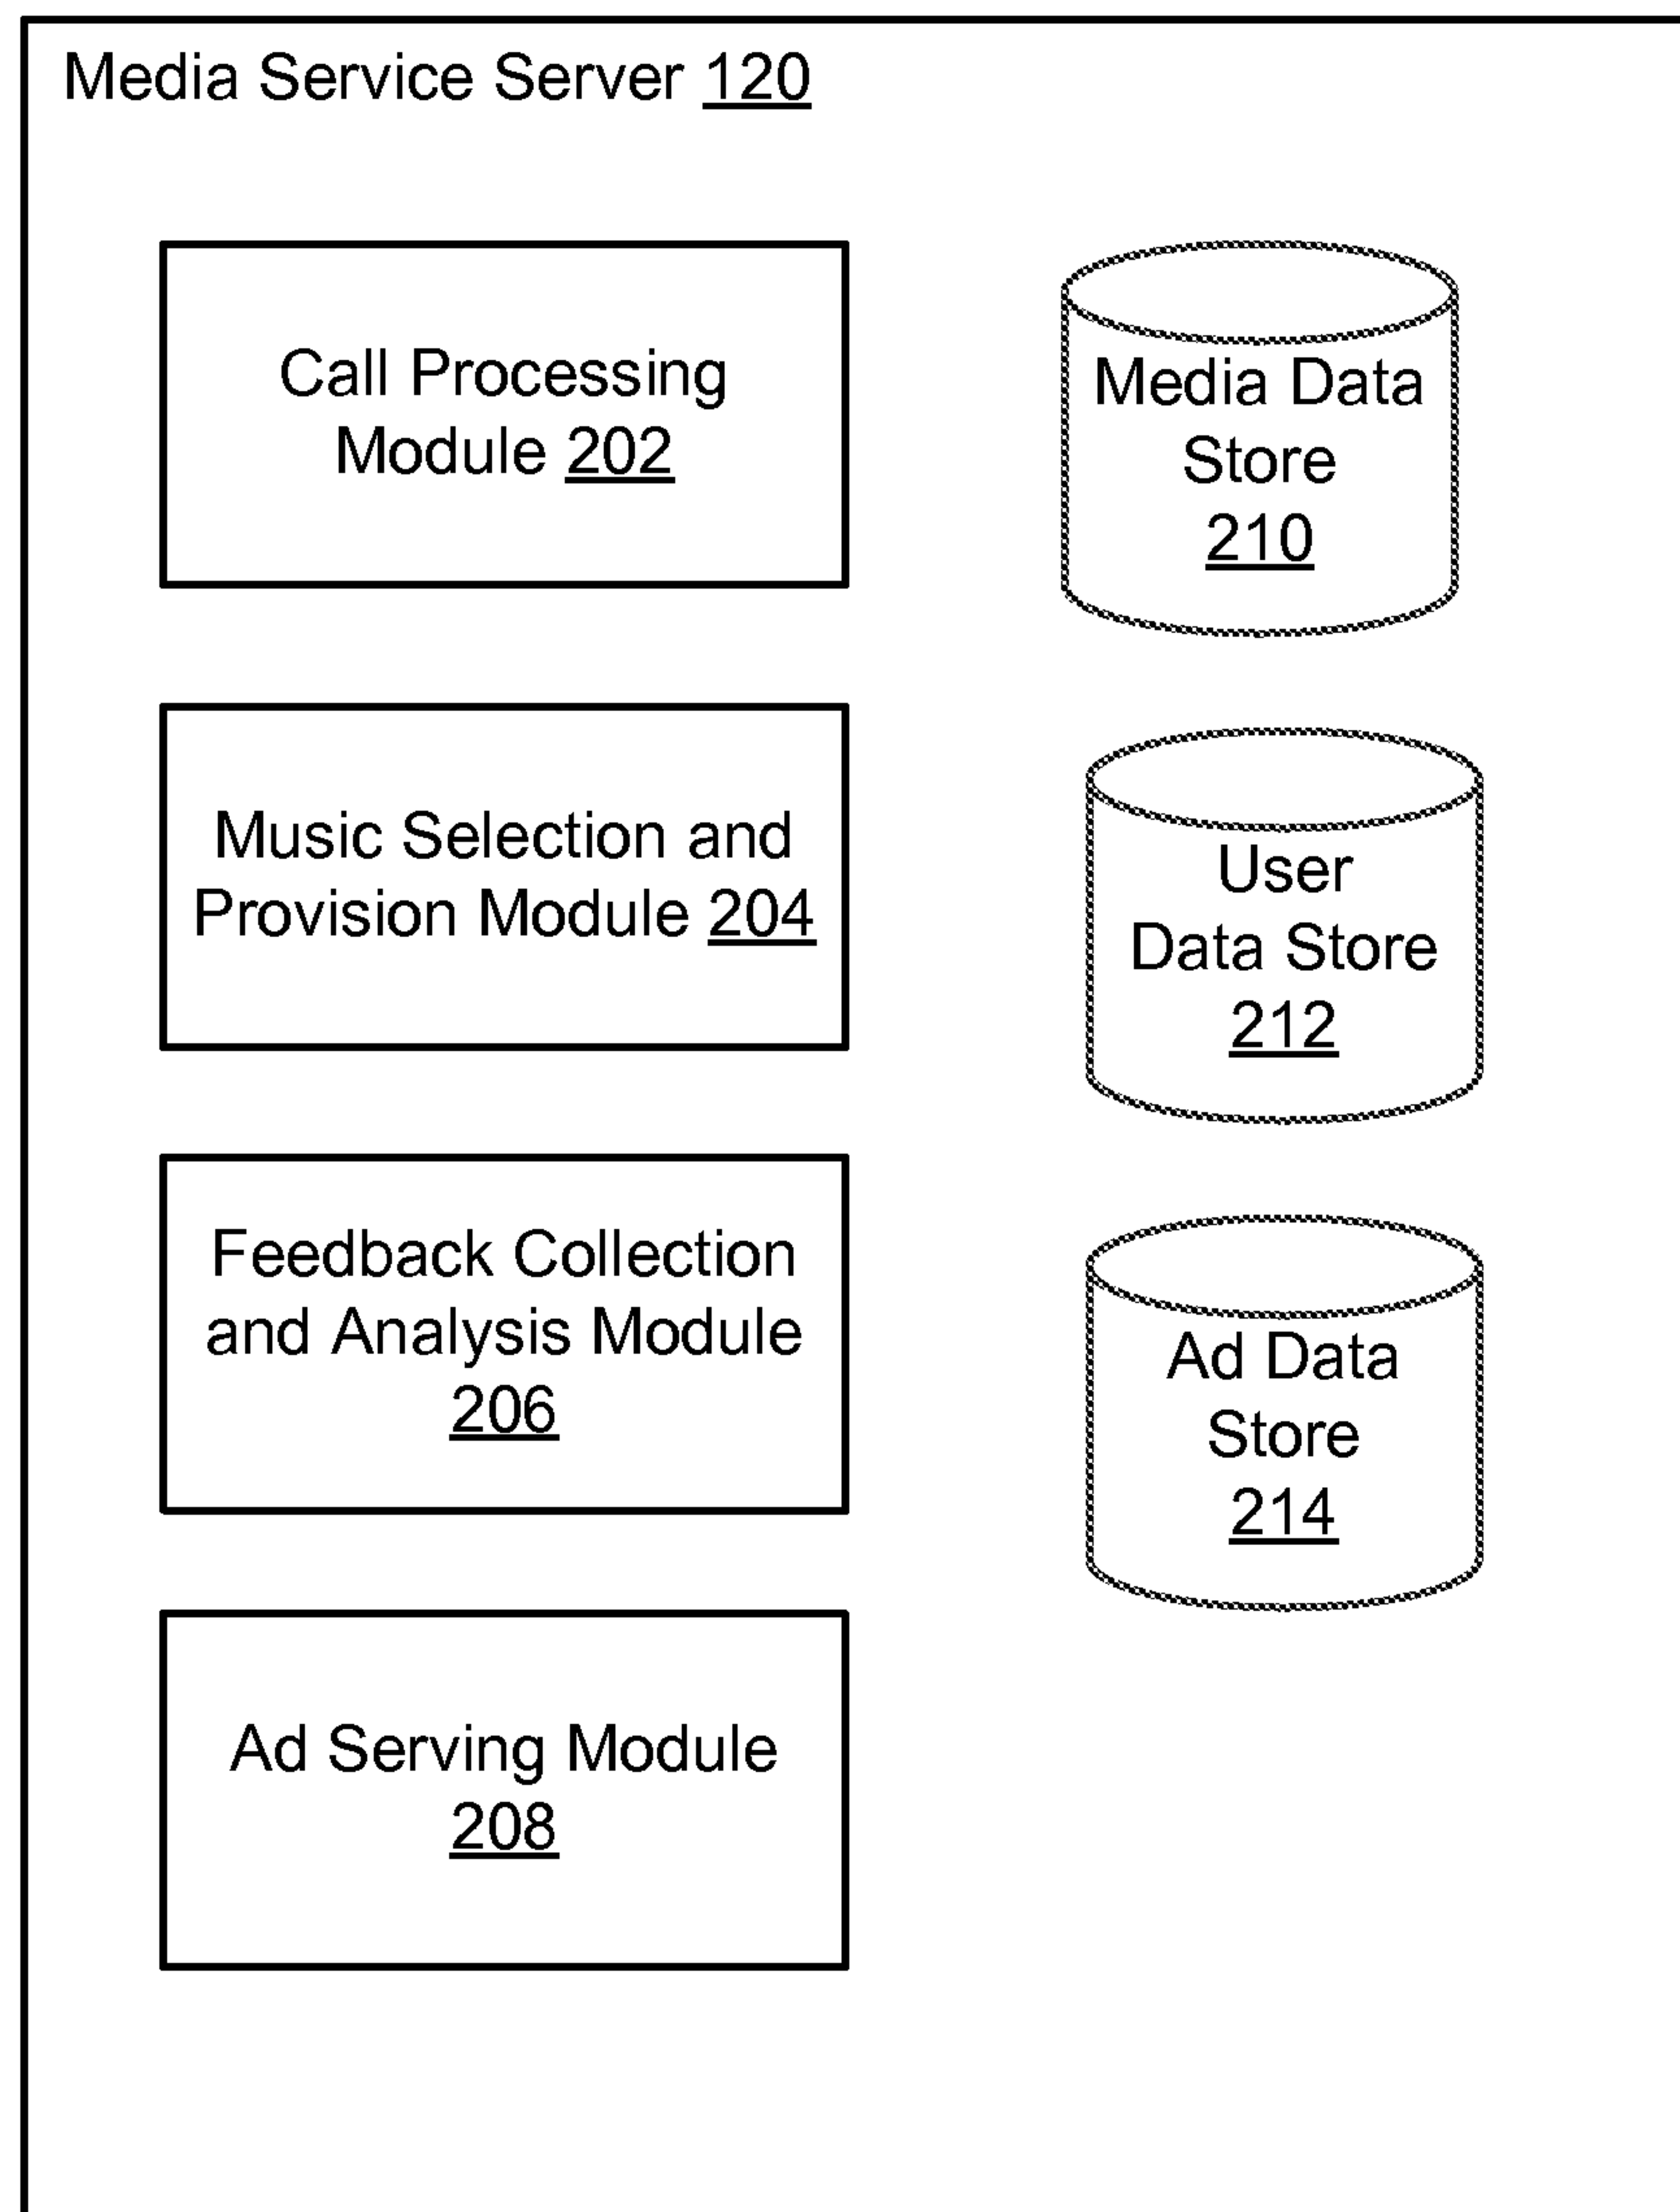 Media Service Server 120
Call Processing
Module 202
Music Selection and
Provision Module 204
Feedback Collection
and Analysis Module
206
Ad Serving Module
208
Media Data
Store
210
User
Data Store
212
Ad Data
Store
214